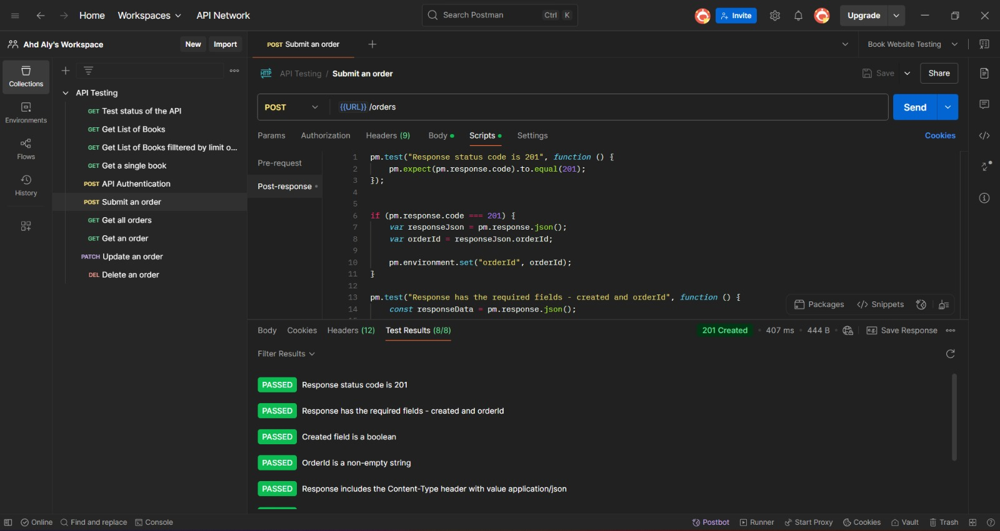 Home Workspaces API Network Search Postman Ctrl K Invite Upgrade
Ahd Aly's Workspace New Import POST Submit an order Book Website Testing
Collections
Environments
Flows
History
API Testing
GET Test status of the API
GET Get List of Books
GET Get List of Books filltered by limit o...
GET Get a single book
POST API Authentication
POST Submit an order
GET Get all orders
GET Get an order
PATCH Update an order
DEL Delete an order
HTTP API Testing / Submit an order Save Share
POST {{URL}} /orders Send
Params Authorization Headers (9) Body Scripts Settings Cookies
Pre-request
Post-response
1 pm.test("Response status code is 201", function () {
2 pm.expect(pm.response.code).to.equal(201);
3 });
4
5
6 if (pm.response.code === 201) {
7 var responseJson = pm.response.json();
8 var orderId = responseJson.orderId;
9
10 pm.environment.set("orderId", orderId);
11 }
12
13 pm.test("Response has the required fields - created and orderId", function () {
14 const responseData = pm.response.json();
Packages Snippets
Body Cookies Headers (12) Test Results (8/8) 201 Created 407 ms 444 B e.g. Save Response
Filter Results
PASSED Response status code is 201
PASSED Response has the required fields - created and orderId
PASSED Created field is a boolean
PASSED OrderId is a non-empty string
PASSED Response includes the Content-Type header with value application/json
Online Find and replace Console Postbot Runner Start Proxy Cookies Vault Trash